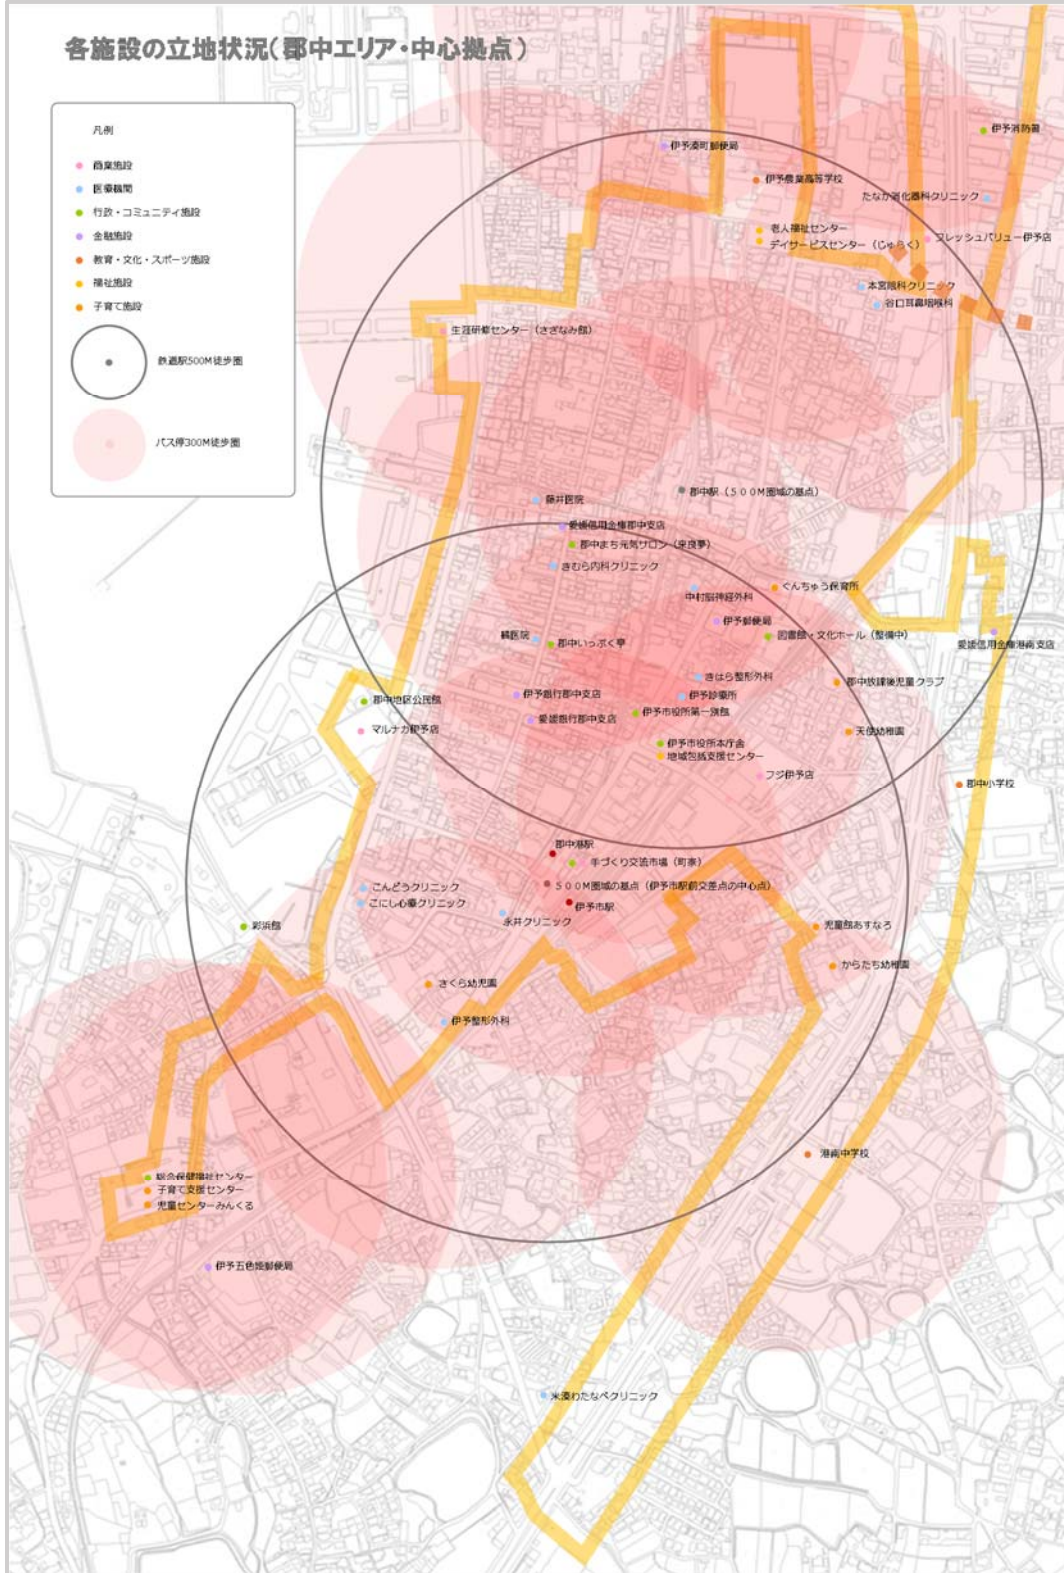 各施設の立地状況(郡中エリア・中心拠点)
凡例
商業施設
医療機関
行政・コミュニティ施設
金融施設
教育・文化・スポーツ施設
福祉施設
子育て施設
鉄道駅500M徒歩圏
バス停300M徒歩圏
伊予消防署
伊予湊町郵便局
伊予農業高等学校
たなか消化器科クリニック
老人福祉センター
フレッシュバリュー伊予店
デイサービスセンター(じゅらく)
本宮眼科クリニック
谷口耳鼻咽喉科
生涯研修センター(さざなみ館)
郡中駅(500M圏域の基点)
藤井医院
愛媛信用金庫郡中支店
郡中まち元気サロン(来良夢)
きむら内科クリニック
ぐんちゅう保育所
中村脳神経外科
伊予郵便局
図書館・文化ホール(整備中)
鶴医院
郡中いっぷく亭
愛媛信用金庫港南支店
きはら整形外科
郡中放課後児童クラブ
伊予銀行郡中支店
伊予診療所
郡中地区公民館
伊予市役所第一別館
愛媛銀行郡中支店
マルナカ伊予店
天使幼稚園
伊予市役所本庁舎
地域包括支援センター
フジ伊予店
郡中小学校
郡中港駅
手づくり交流市場(町家)
500M圏域の基点(伊予市駅前交差点の中心点)
こんどうクリニック
こにし心療クリニック
伊予市駅
永井クリニック
彩浜館
児童館あすなろ
からたち幼稚園
さくら幼児園
伊予整形外科
港南中学校
総合保健福祉センター
子育て支援センター
児童センターみんくる
伊予五色姫郵便局
米湊わたなべクリニック